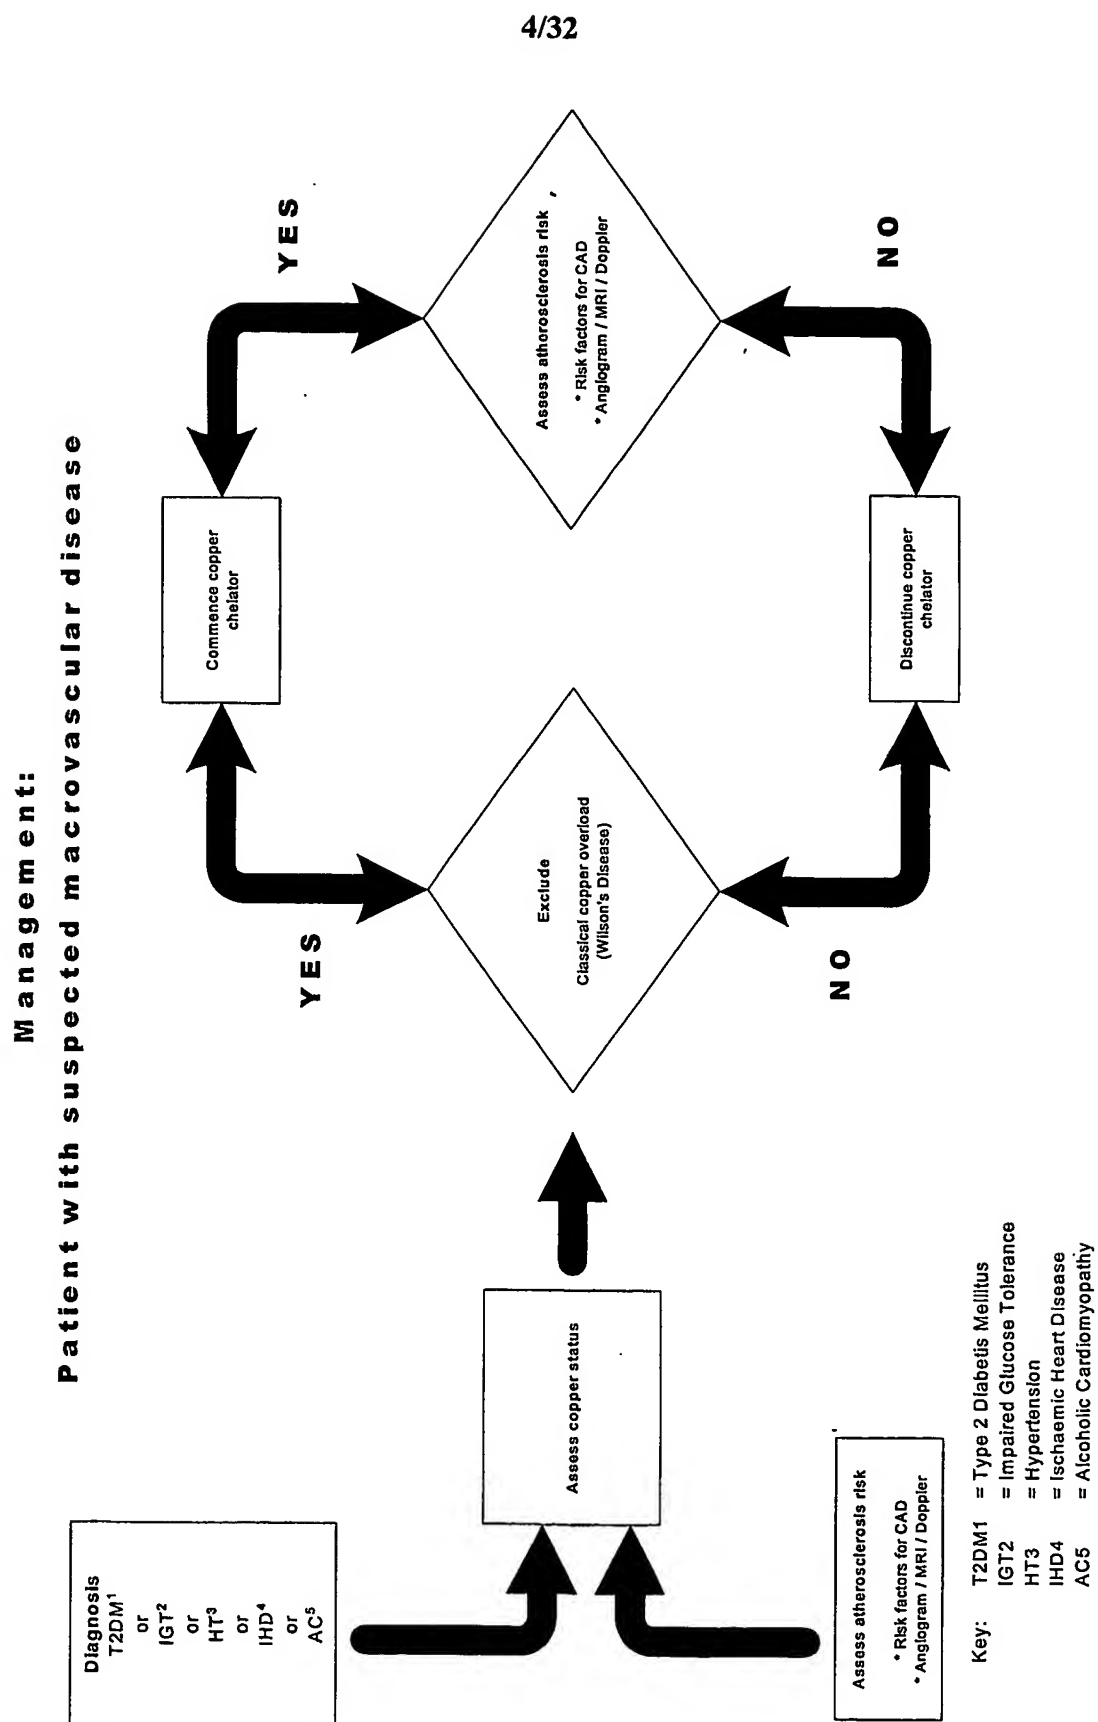 4/32
Management:
Patient with suspected macrovascular disease
Diagnosis
T2DM¹
or
IGT²
or
HT³
or
IHD⁴
or
AC⁵
Assess atherosclerosis risk
* Risk factors for CAD
* Angiogram / MRI / Doppler
Assess copper status
Exclude
Classical copper overload
(Wilson's Disease)
YES
NO
Commence copper
chelator
Discontinue copper
chelator
YES
NO
Assess atherosclerosis risk
* Risk factors for CAD
* Angiogram / MRI / Doppler
Key: T2DM1 = Type 2 Diabetis Mellitus
IGT2 = Impaired Glucose Tolerance
HT3 = Hypertension
IHD4 = Ischaemic Heart Disease
AC5 = Alcoholic Cardiomyopathy